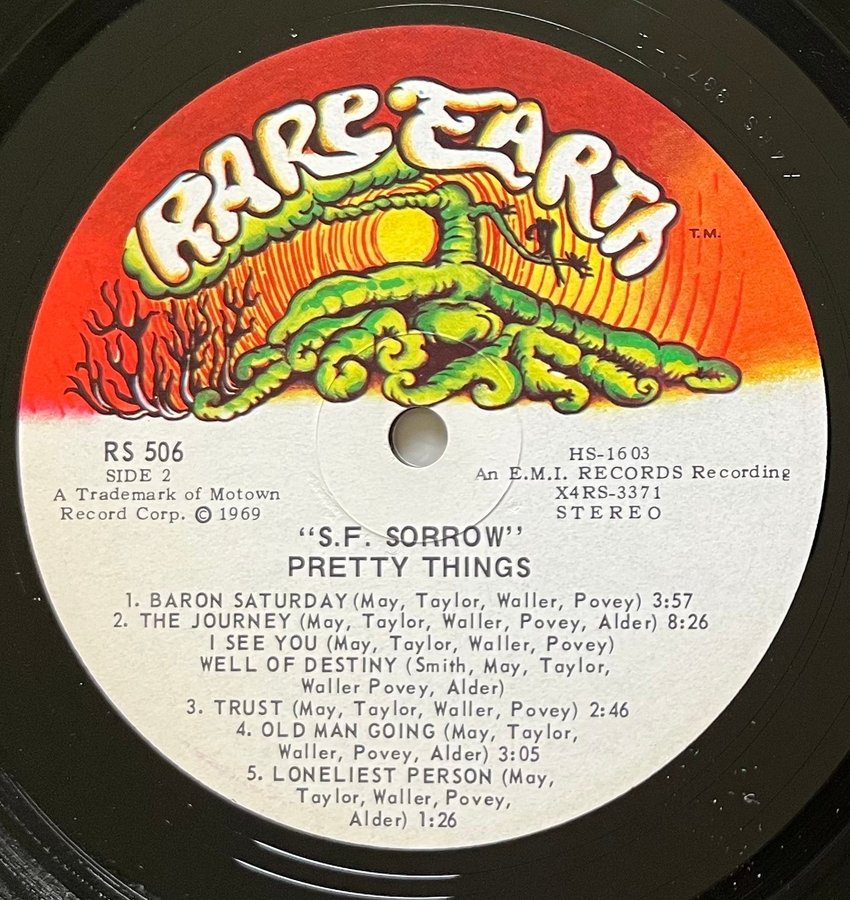 RARE EARTH
T.M.
RS 506
SIDE 2
A Trademark of Motown
Record Corp. © 1969
HS-1603
An E.M.I. RECORDS Recording
X4RS-3371
STEREO
"S.F. SORROW"
PRETTY THINGS
1. BARON SATURDAY (May, Taylor, Waller, Povey) 3:57
2. THE JOURNEY (May, Taylor, Waller, Povey, Alder) 8:26
I SEE YOU (May, Taylor, Waller, Povey)
WELL OF DESTINY (Smith, May, Taylor,
Waller Povey, Alder)
3. TRUST (May, Taylor, Waller, Povey) 2:46
4. OLD MAN GOING (May, Taylor,
Waller, Povey, Alder) 3:05
5. LONELIEST PERSON (May,
Taylor, Waller, Povey,
Alder) 1:26